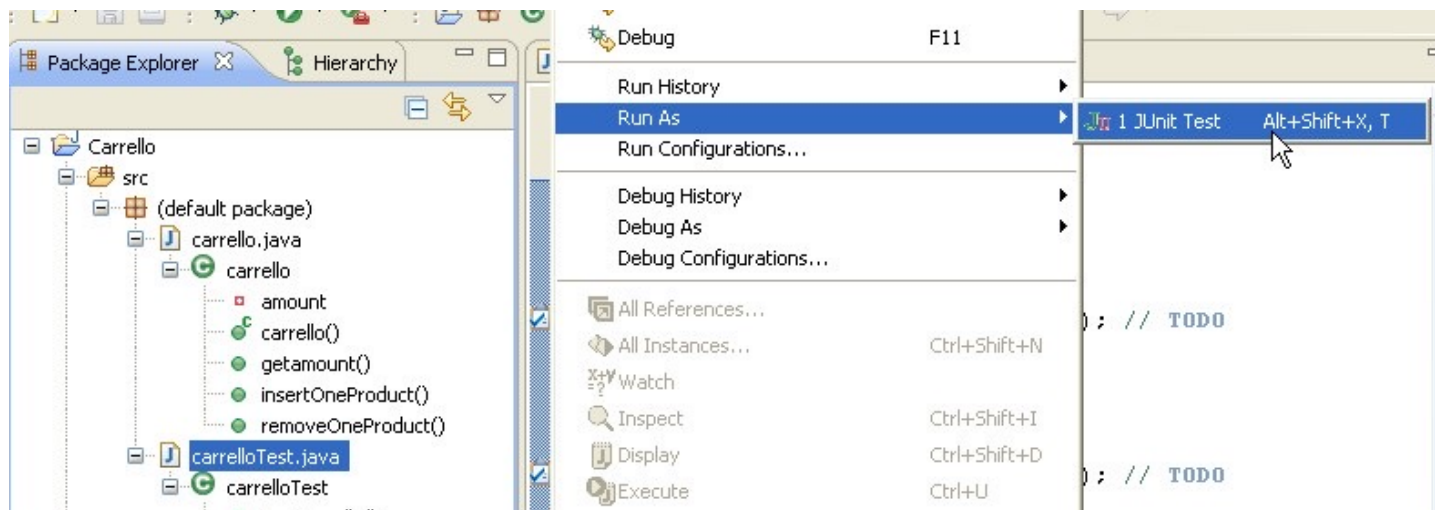 Package Explorer
Hierarchy
Carrello
src
(default package)
carrello.java
carrello
amount
carrello()
getamount()
insertOneProduct()
removeOneProduct()
carrelloTest.java
carrelloTest
Debug F11
Run History
Run As
Run Configurations...
Debug History
Debug As
Debug Configurations...
All References...
All Instances... Ctrl+Shift+N
Watch
Inspect Ctrl+Shift+I
Display Ctrl+Shift+D
Execute Ctrl+U
1 JUnit Test Alt+Shift+X, T
); // TODO
); // TODO